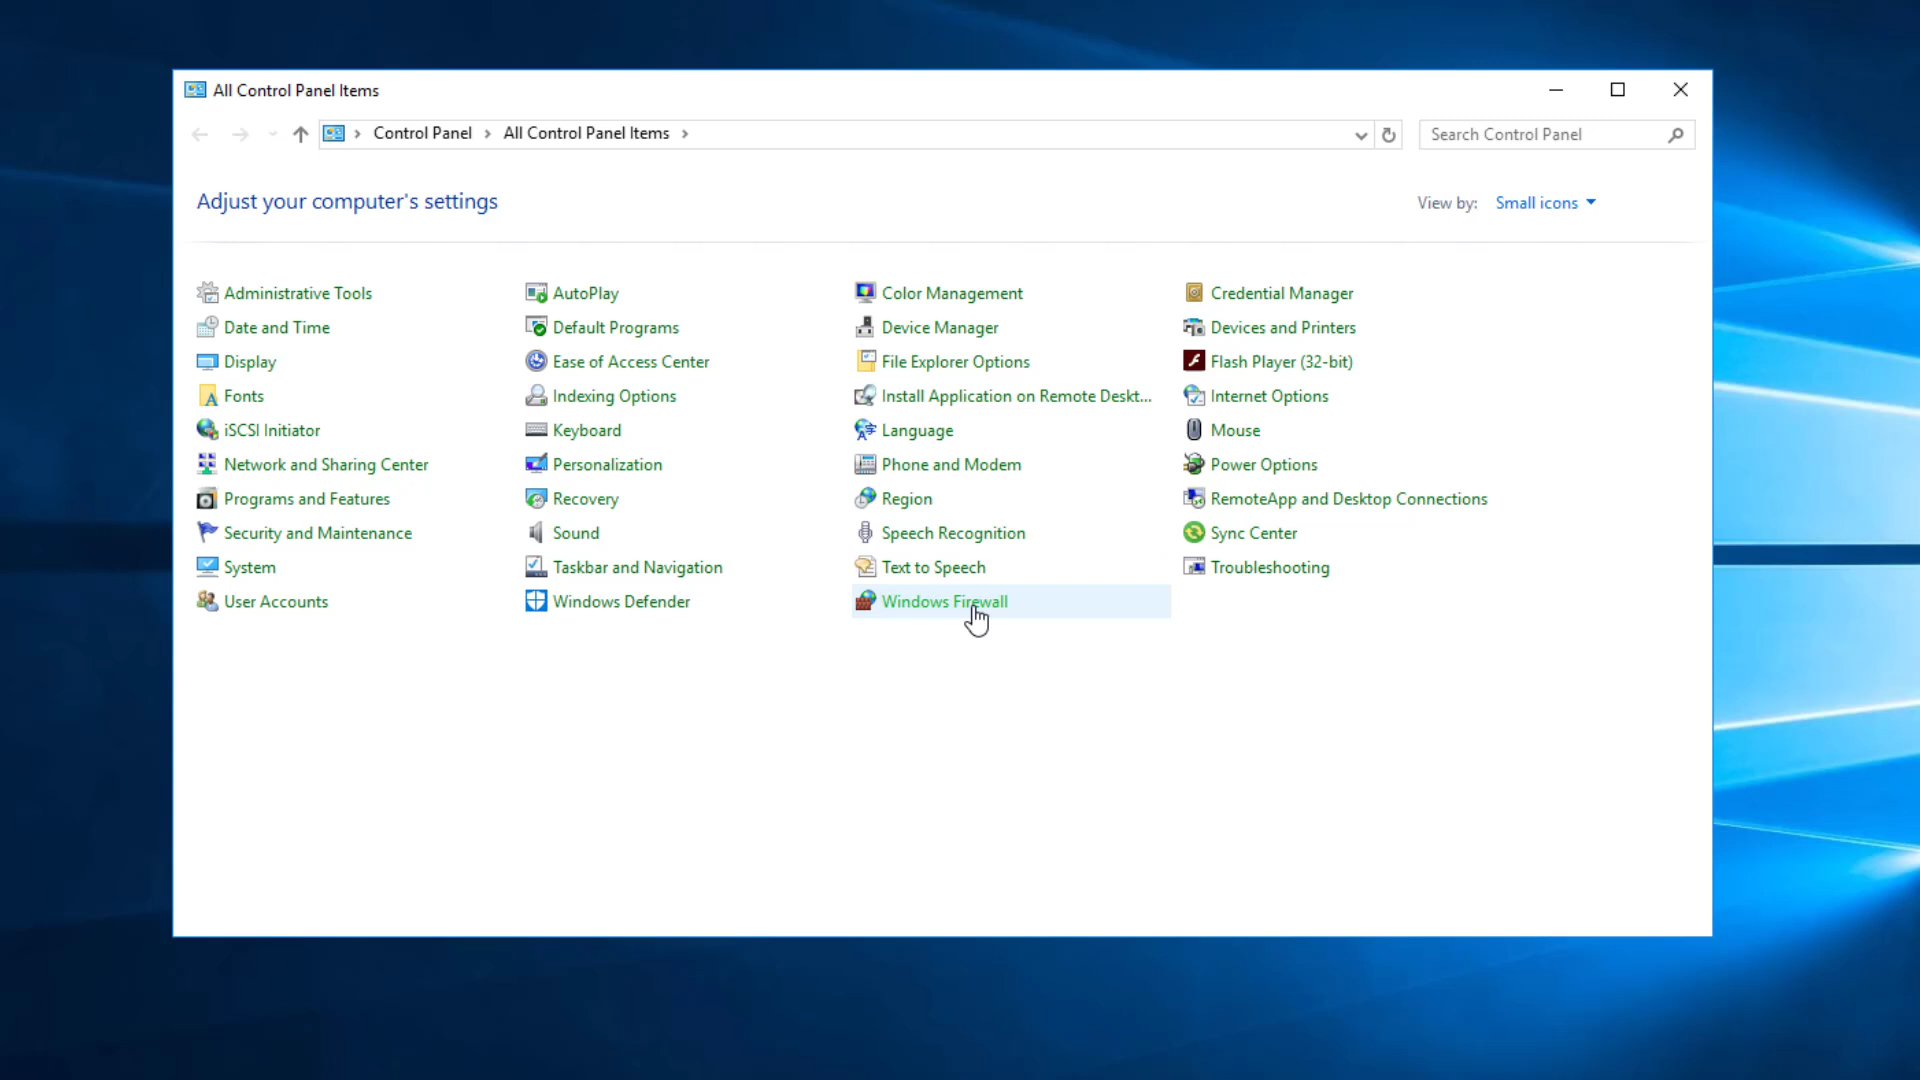 All Control Panel Items
Control Panel All Control Panel Items
Search Control Panel
Adjust your computer's settings
View by: Small icons
Administrative Tools AutoPlay Color Management Credential Manager
Date and Time Default Programs Device Manager Devices and Printers
Display Ease of Access Center File Explorer Options Flash Player (32-bit)
Fonts Indexing Options Install Application on Remote Deskt... Internet Options
iSCSI Initiator Keyboard Language Mouse
Network and Sharing Center Personalization Phone and Modem Power Options
Programs and Features Recovery Region RemoteApp and Desktop Connections
Security and Maintenance Sound Speech Recognition Sync Center
System Taskbar and Navigation Text to Speech Troubleshooting
User Accounts Windows Defender Windows Firewall